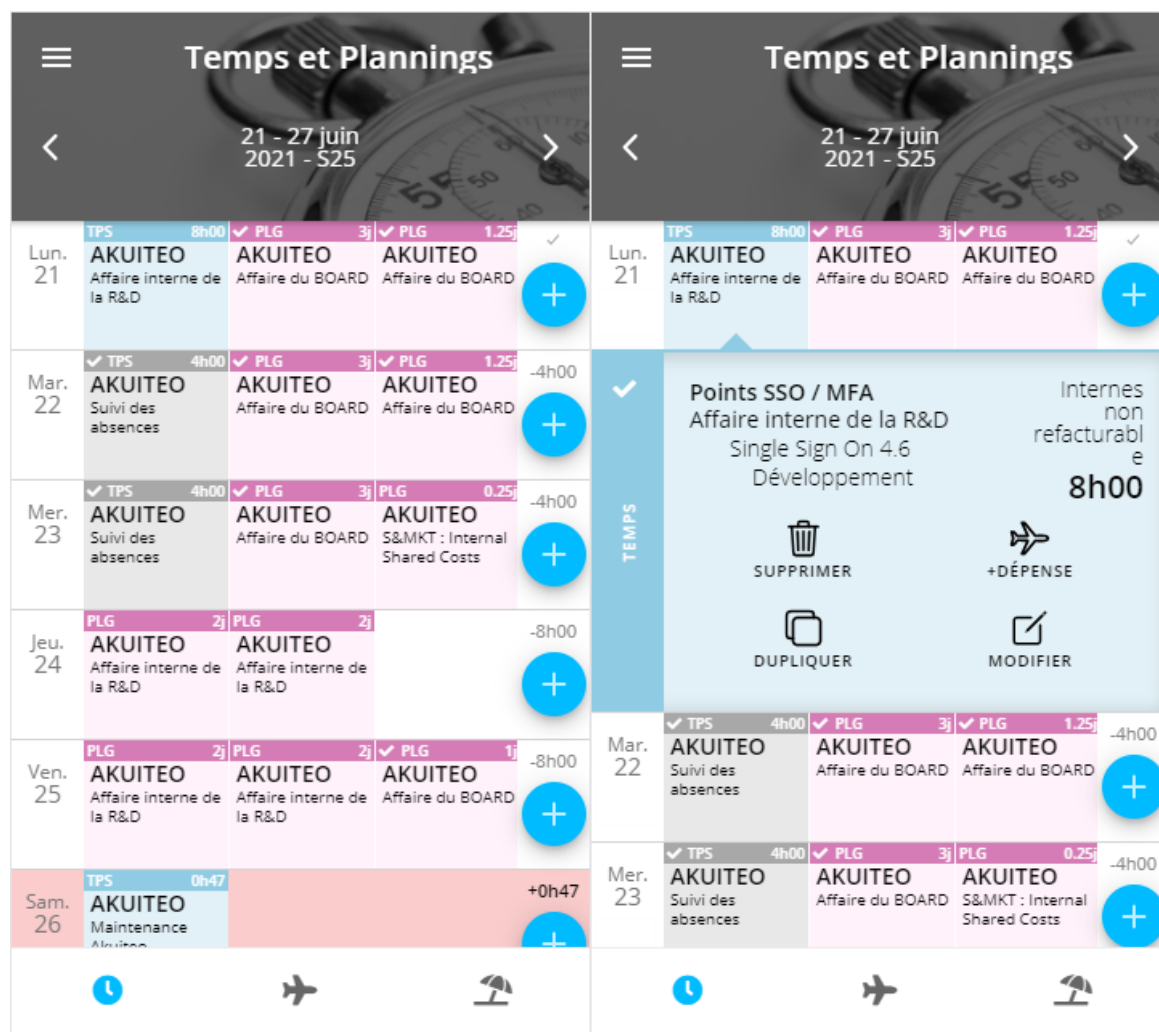 Temps et Plannings
21 - 27 juin
2021 - S25
TPS 8h00 PLG 3j PLG 1.25j
Lun.
21
AKUITEO AKUITEO AKUITEO
Affaire interne de la R&D
Affaire du BOARD
Affaire du BOARD
TPS 4h00 PLG 3j PLG 1.25j
-4h00
Mar.
22
AKUITEO AKUITEO AKUITEO
Suivi des
absences
Affaire du BOARD
Affaire du BOARD
TPS 4h00 PLG 3j PLG 0.25j
-4h00
Mer.
23
AKUITEO AKUITEO AKUITEO
Suivi des
absences
Affaire du BOARD
S&MKT : Internal
Shared Costs
PLG 2j PLG 2j
-8h00
Jeu.
24
AKUITEO AKUITEO
Affaire interne de
la R&D
Affaire interne de
la R&D
PLG 2j PLG 2j PLG 1j
-8h00
Ven.
25
AKUITEO AKUITEO AKUITEO
Affaire interne de
la R&D
Affaire interne de
la R&D
Affaire du BOARD
TPS 0h47
+0h47
Sam.
26
AKUITEO
Maintenance
Akuiteo
Temps et Plannings
21 - 27 juin
2021 - S25
TPS 8h00 PLG 3j PLG 1.25j
Lun.
21
AKUITEO AKUITEO AKUITEO
Affaire interne de
la R&D
Affaire du BOARD
Affaire du BOARD
TEMPS
Points SSO / MFA
Affaire interne de la R&D
Single Sign On 4.6
Développement
Internes
non
refacturabl
e
8h00
SUPPRIMER
+DÉPENSE
DUPLIQUER
MODIFIER
TPS 4h00 PLG 3j PLG 1.25j
-4h00
Mar.
22
AKUITEO AKUITEO AKUITEO
Suivi des
absences
Affaire du BOARD
Affaire du BOARD
TPS 4h00 PLG 3j PLG 0.25j
-4h00
Mer.
23
AKUITEO AKUITEO AKUITEO
Suivi des
absences
Affaire du BOARD
S&MKT : Internal
Shared Costs